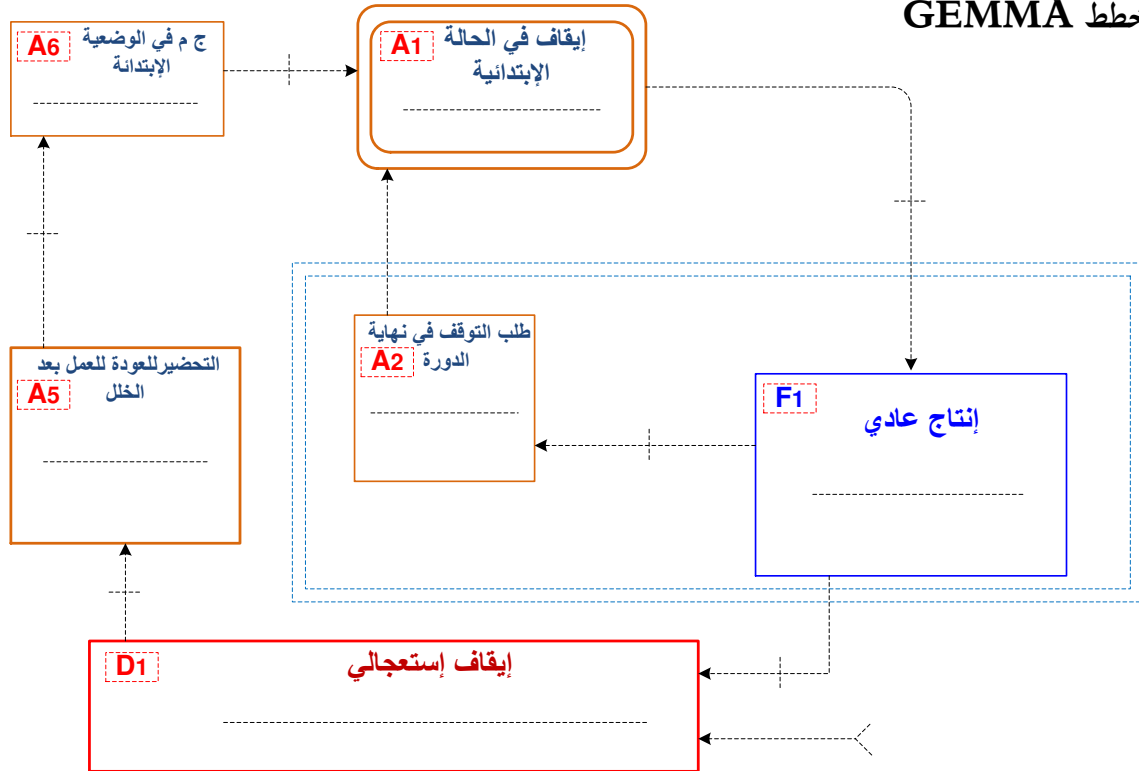 مخطط GEMMA
A6 ج م في الوضعية
الإبتدائة
A1 إيقاف في الحالة
الإبتدائية
طلب التوقف في نهاية
A2 الدورة
التحضيرللعودة للعمل بعد
A5 الخلل
F1
إنتاج عادي
D1 إيقاف إستعجالي